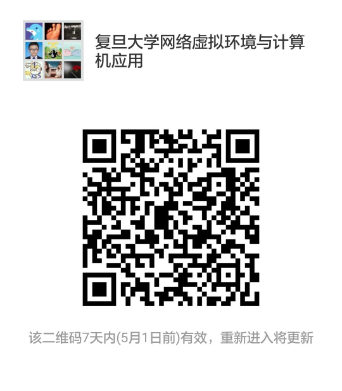 复旦大学网络虚拟环境与计算
机应用
该二维码7天内(5月1日前)有效，重新进入将更新